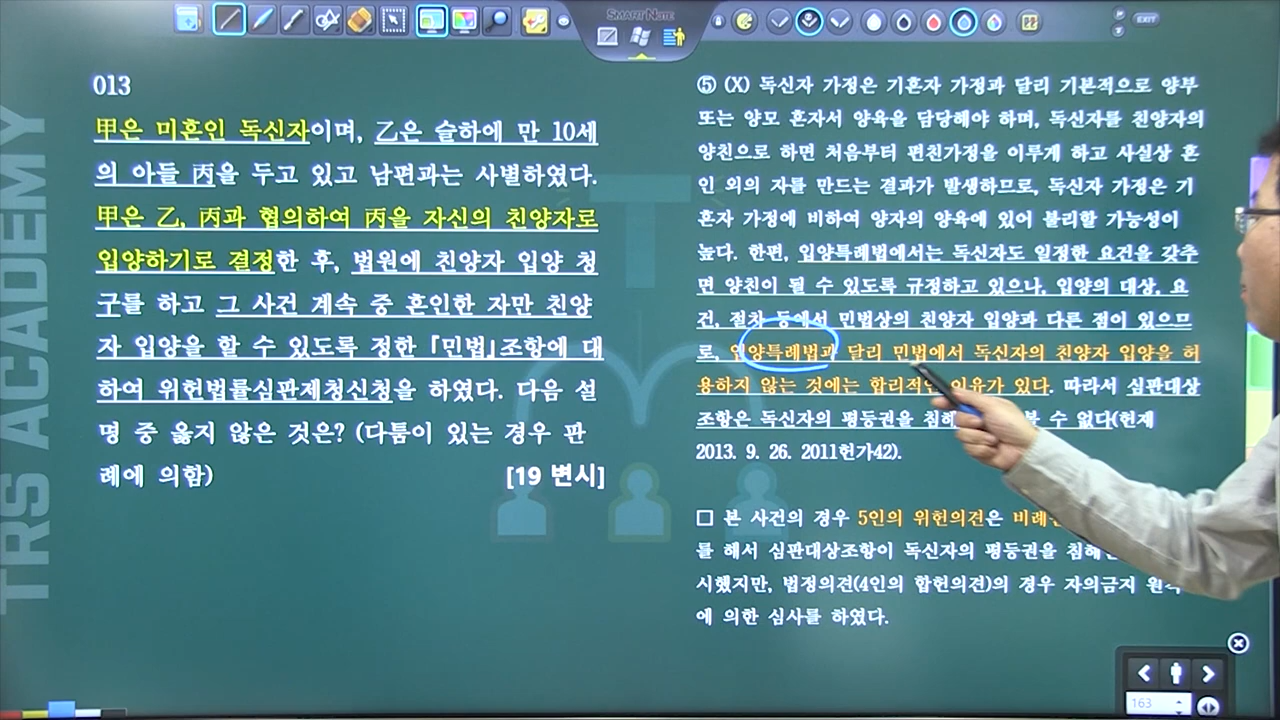 SMART NOTE
EXIT
TRS ACADEMY
013
甲은 미혼인 독신자이며, 乙은 슬하에 만 10세
의 아들 丙을 두고 있고 남편과는 사별하였다.
甲은 乙, 丙과 협의하여 丙을 자신의 친양자로
입양하기로 결정한 후, 법원에 친양자 입양 청
구를 하고 그 사건 계속 중 혼인한 자만 친양
자 입양을 할 수 있도록 정한 「민법」조항에 대
하여 위헌법률심판제청신청을 하였다. 다음 설
명 중 옳지 않은 것은? (다툼이 있는 경우 판
례에 의함) [19 변시]
⑤ (X) 독신자 가정은 기혼자 가정과 달리 기본적으로 양부
또는 양모 혼자서 양육을 담당해야 하며, 독신자를 친양자의
양친으로 하면 처음부터 편친가정을 이루게 하고 사실상 혼
인 외의 자를 만드는 결과가 발생하므로, 독신자 가정은 기
혼자 가정에 비하여 양자의 양육에 있어 불리할 가능성이
높다. 한편, 입양특례법에서는 독신자도 일정한 요건을 갖추
면 양친이 될 수 있도록 규정하고 있으나, 입양의 대상, 요
건, 절차 등에서 민법상의 친양자 입양과 다른 점이 있으므
로, 입양특례법과 달리 민법에서 독신자의 친양자 입양을 허
용하지 않는 것에는 합리적인 이유가 있다. 따라서 심판대상
조항은 독신자의 평등권을 침해 수 없다(헌재
2013. 9. 26. 2011헌가42).
□ 본 사건의 경우 5인의 위헌의견은
를 해서 심판대상조항이 독신자의 평등권을
시했지만, 법정의견(4인의 합헌의견)의 경우 자의금지 원칙
에 의한 심사를 하였다.
163